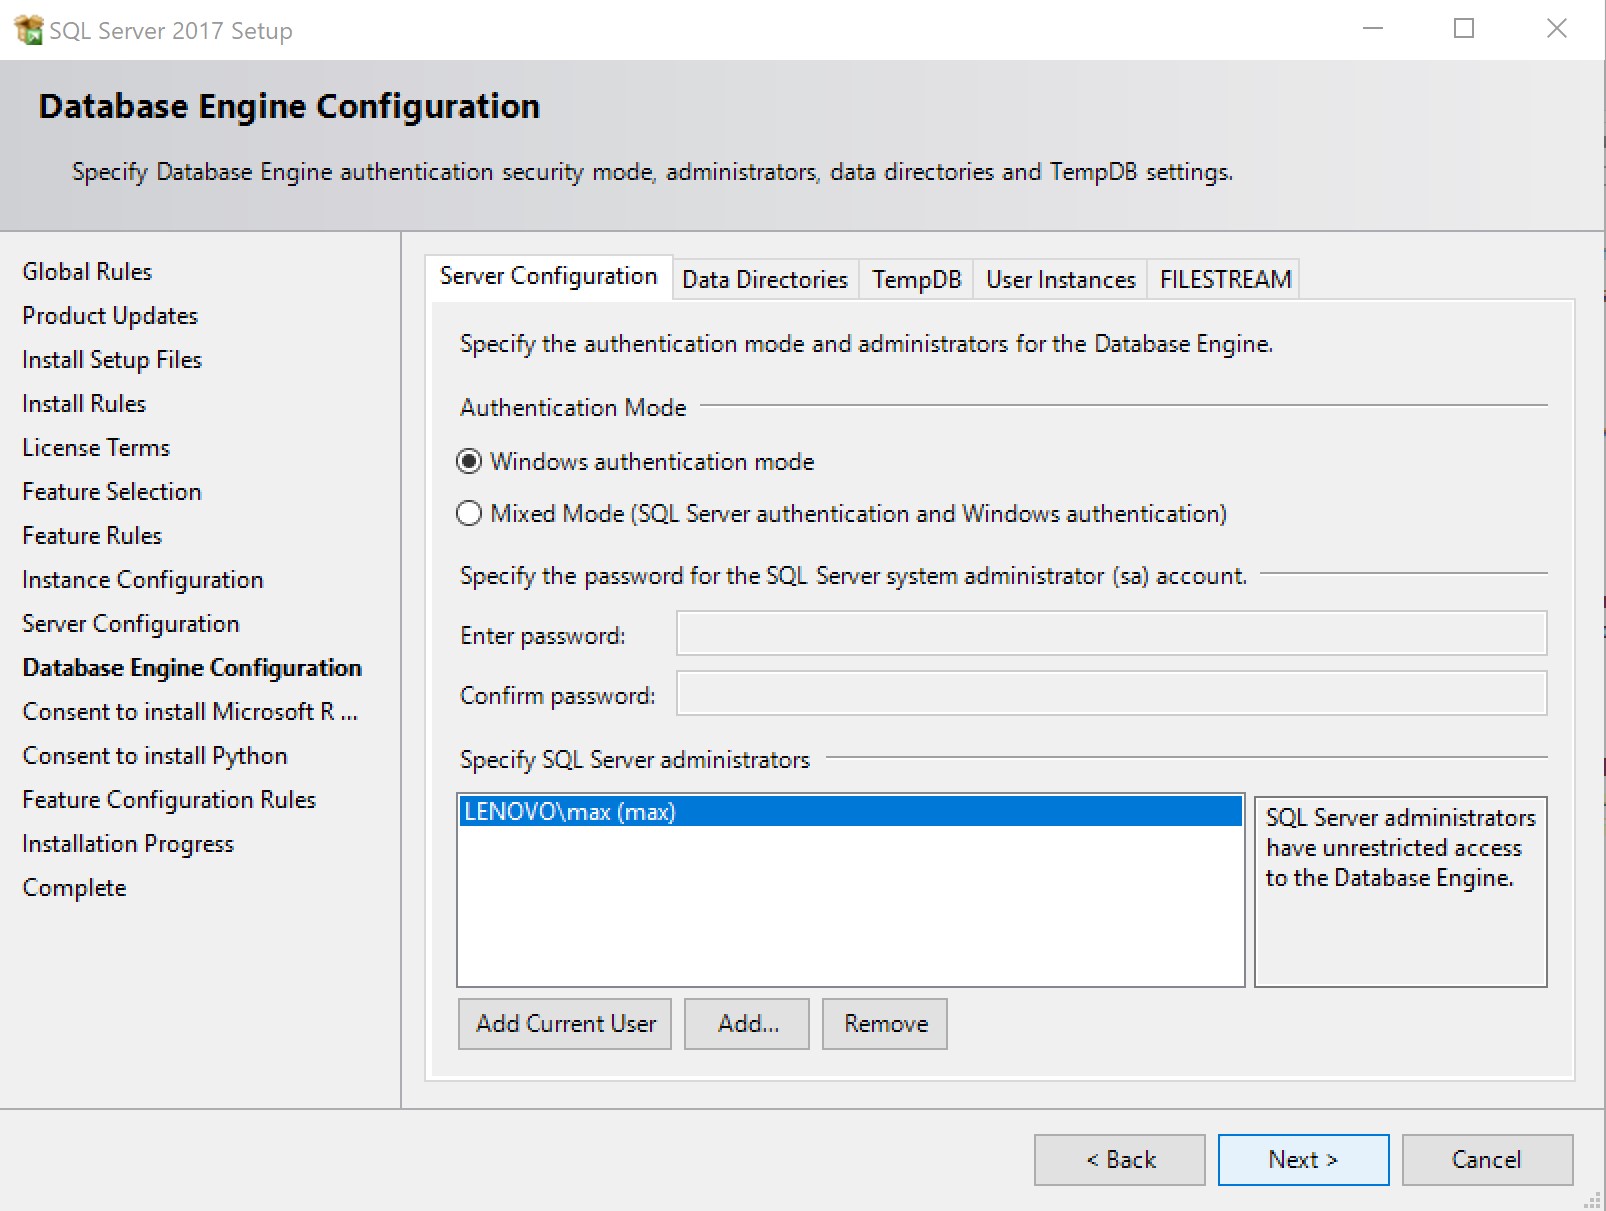 SQL Server 2017 Setup
Database Engine Configuration
Specify Database Engine authentication security mode, administrators, data directories and TempDB settings.
Global Rules
Product Updates
Install Setup Files
Install Rules
License Terms
Feature Selection
Feature Rules
Instance Configuration
Server Configuration
Database Engine Configuration
Consent to install Microsoft R ...
Consent to install Python
Feature Configuration Rules
Installation Progress
Complete
Server Configuration Data Directories TempDB User Instances FILESTREAM
Specify the authentication mode and administrators for the Database Engine.
Authentication Mode
Windows authentication mode
Mixed Mode (SQL Server authentication and Windows authentication)
Specify the password for the SQL Server system administrator (sa) account.
Enter password:
Confirm password:
Specify SQL Server administrators
LENOVO\max (max)
SQL Server administrators
have unrestricted access
to the Database Engine.
Add Current User Add... Remove
< Back Next > Cancel